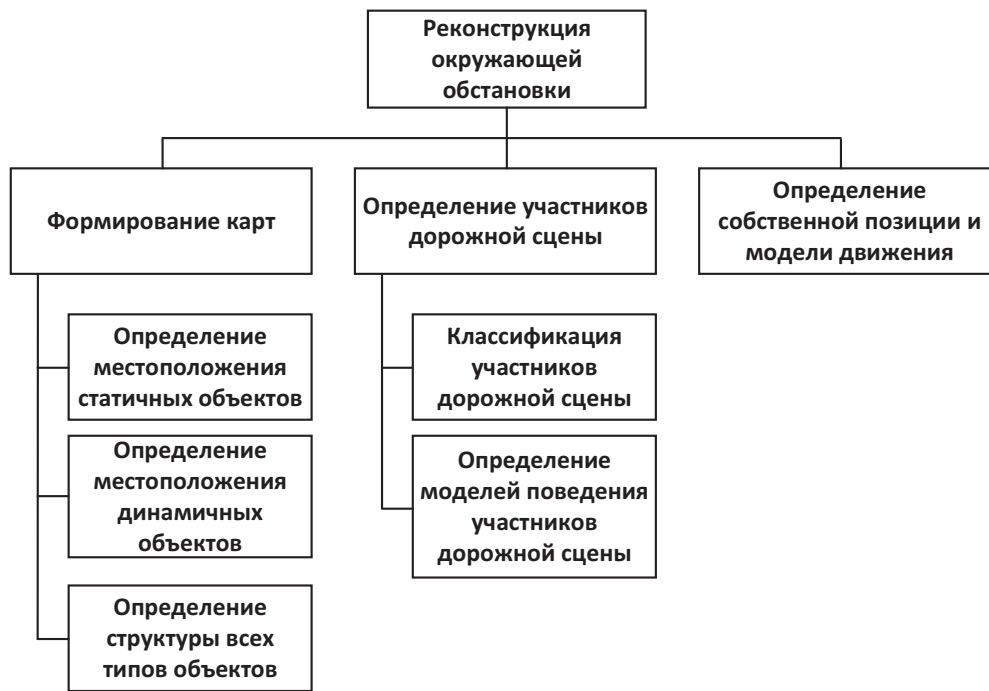 Реконструкция
окружающей
обстановки
Формирование карт
Определение участников
дорожной сцены
Определение
собственной позиции и
модели движения
Определение
местоположения
статичных объектов
Определение
местоположения
динамичных
объектов
Определение
структуры всех
типов объектов
Классификация
участников
дорожной сцены
Определение
моделей поведения
участников
дорожной сцены